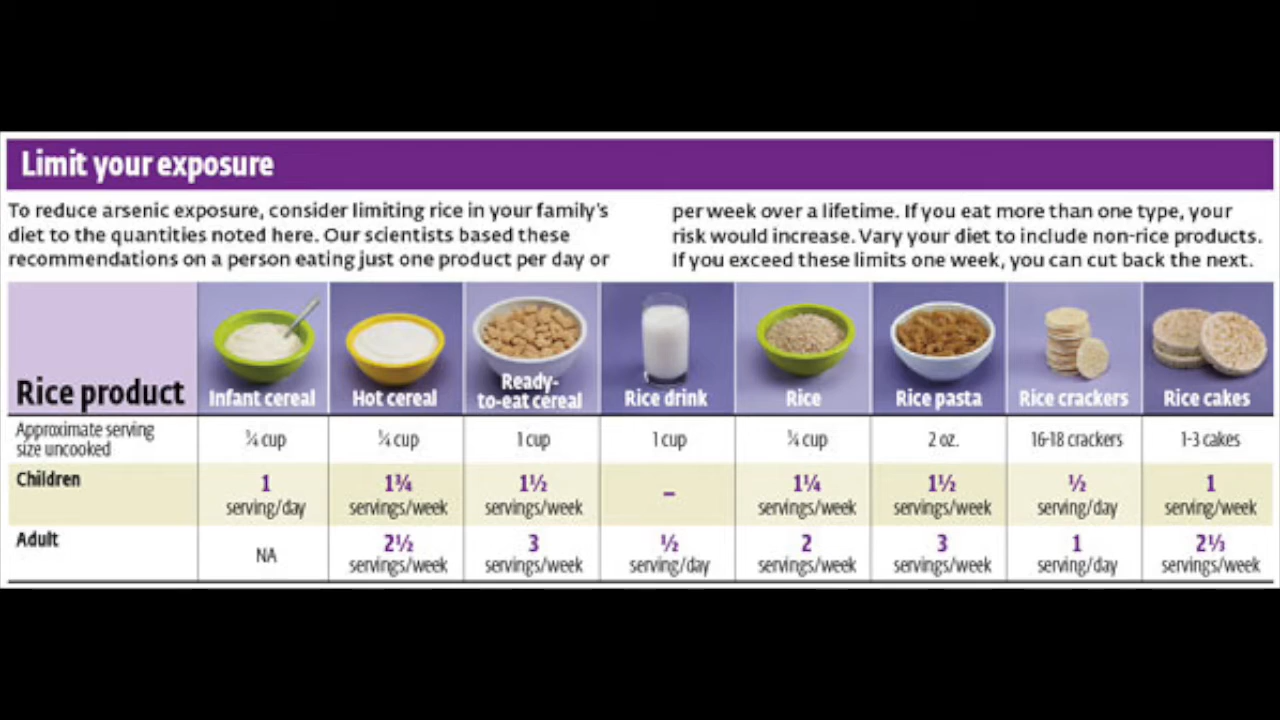 Limit your exposure
To reduce arsenic exposure, consider limiting rice in your family's
diet to the quantities noted here. Our scientists based these
recommendations on a person eating just one product per day or
per week over a lifetime. If you eat more than one type, your
risk would increase. Vary your diet to include non-rice products.
If you exceed these limits one week, you can cut back the next.
Rice product
Infant cereal
Hot cereal
Ready-
to-eat cereal
Rice drink
Rice
Rice pasta
Rice crackers
Rice cakes
Approximate serving
size uncooked
¼ cup
¼ cup
1 cup
1 cup
¼ cup
2 oz.
16-18 crackers
1-3 cakes
Children
1
serving/day
1¼
servings/week
1½
servings/week
–
1¼
servings/week
1½
servings/week
½
serving/day
1
serving/week
Adult
NA
2½
servings/week
3
servings/week
½
serving/day
2
servings/week
3
servings/week
1
serving/day
2⅓
servings/week